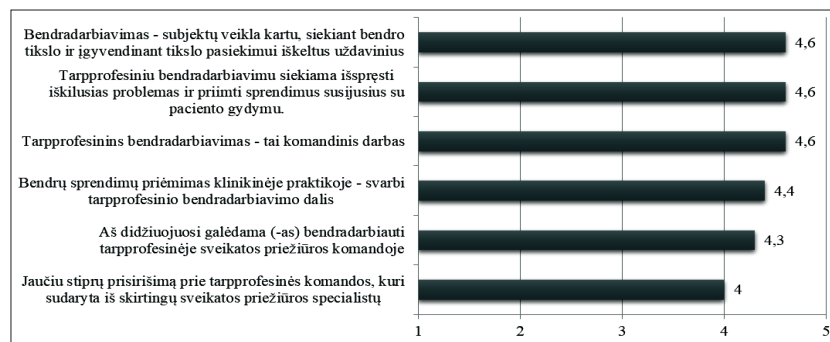 Bendradarbiavimas - subjektų veikla kartu, siekiant bendro
tikslo ir įgyvendinant tikslo pasiekimui iškeltus uždavinius
4,6
Tarpprofesiniu bendradarbiavimu siekiama išspręsti
iškilusias problemas ir priimti sprendimus susijusius su
paciento gydymu.
4,6
Tarpprofesinins bendradarbiavimas - tai komandinis darbas
4,6
Bendrų sprendimų priėmimas klinikinėje praktikoje - svarbi
tarpprofesinio bendradarbiavimo dalis
4,4
Aš didžiuojuosi galėdama (-as) bendradarbiauti
tarpprofesinėje sveikatos priežiūros komandoje
4,3
Jaučiu stiprų prisirišimą prie tarpprofesinės komandos, kuri
sudaryta iš skirtingų sveikatos priežiūros specialistų
4
1 2 3 4 5